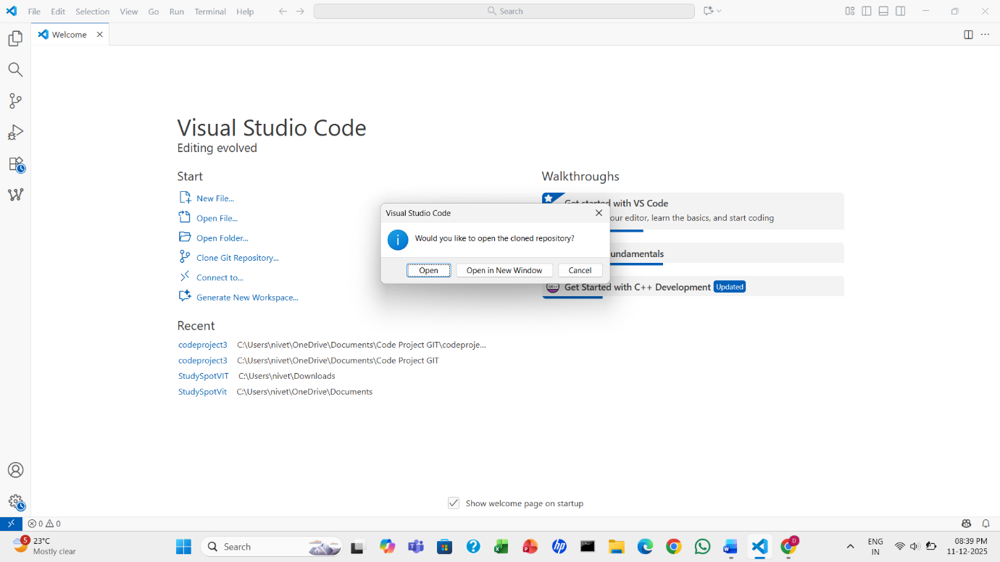 File Edit Selection View Go Run Terminal Help
Search
Welcome
Visual Studio Code
Editing evolved
Start
New File...
Open File...
Open Folder...
Clone Git Repository...
Connect to...
Generate New Workspace...
Recent
codeproject3 C:\Users\nivet\OneDrive\Documents\Code Project GIT\codeproje...
codeproject3 C:\Users\nivet\OneDrive\Documents\Code Project GIT
StudySpotVIT C:\Users\nivet\Downloads
StudySpotVit C:\Users\nivet\OneDrive\Documents
Walkthroughs
Get started with VS Code
our editor, learn the basics, and start coding
undamentals
Get Started with C++ Development Updated
Visual Studio Code
Would you like to open the cloned repository?
Open Open in New Window Cancel
Show welcome page on startup
0 0
5 23°C
Mostly clear
Search
D
ENG
IN
08:39 PM
11-12-2025